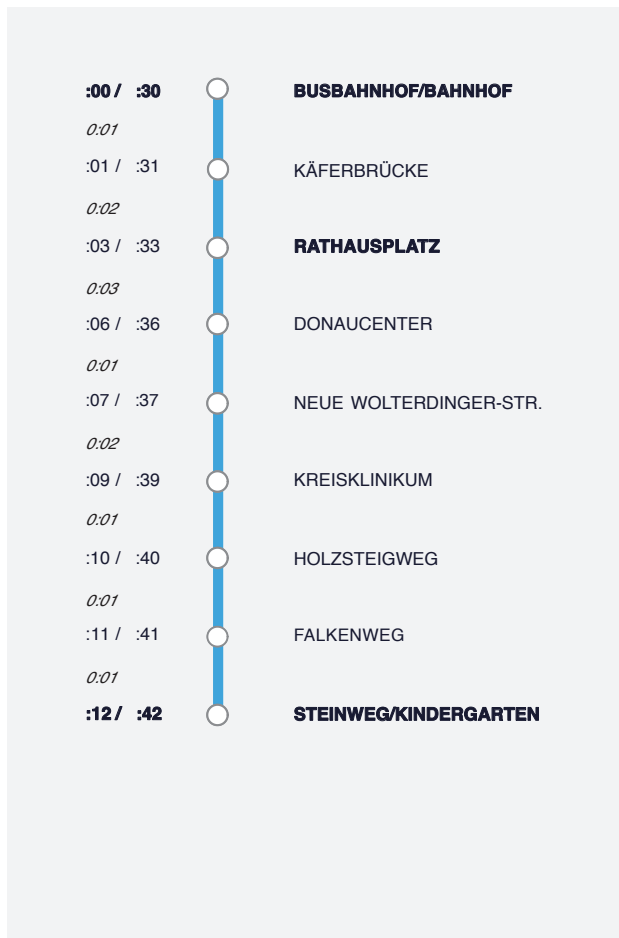 :00 / :30 BUSBAHNHOF/BAHNHOF
0:01
:01 / :31 KÄFERBRÜCKE
0:02
:03 / :33 RATHAUSPLATZ
0:03
:06 / :36 DONAUCENTER
0:01
:07 / :37 NEUE WOLTERDINGER-STR.
0:02
:09 / :39 KREISKLINIKUM
0:01
:10 / :40 HOLZSTEIGWEG
0:01
:11 / :41 FALKENWEG
0:01
:12 / :42 STEINWEG/KINDERGARTEN